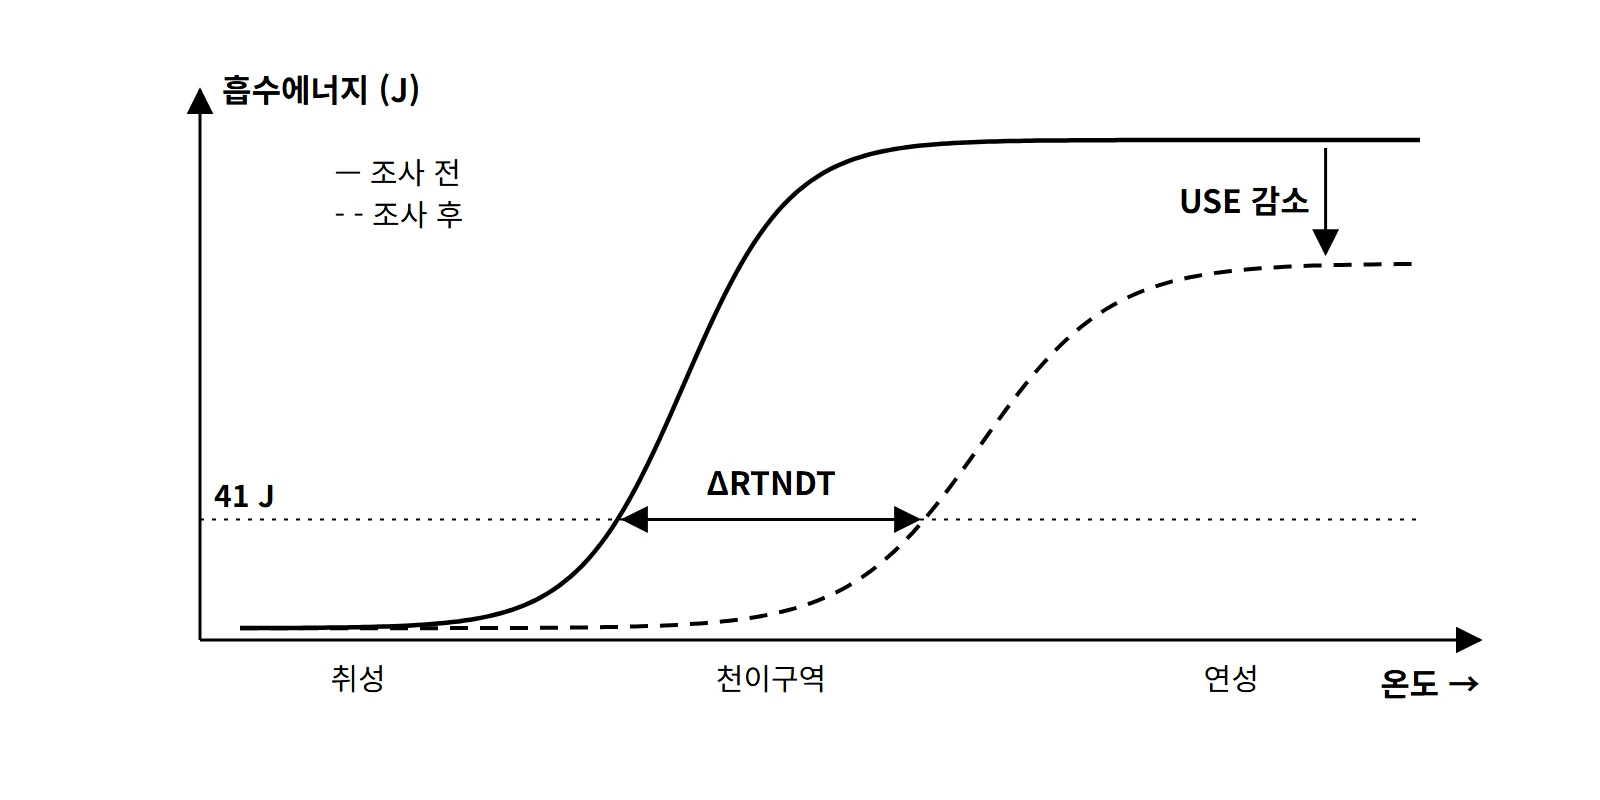 흡수에너지 (J)
— 조사 전
- - 조사 후
USE 감소
ΔRTNDT
41 J
취성
천이구역
연성
온도 →